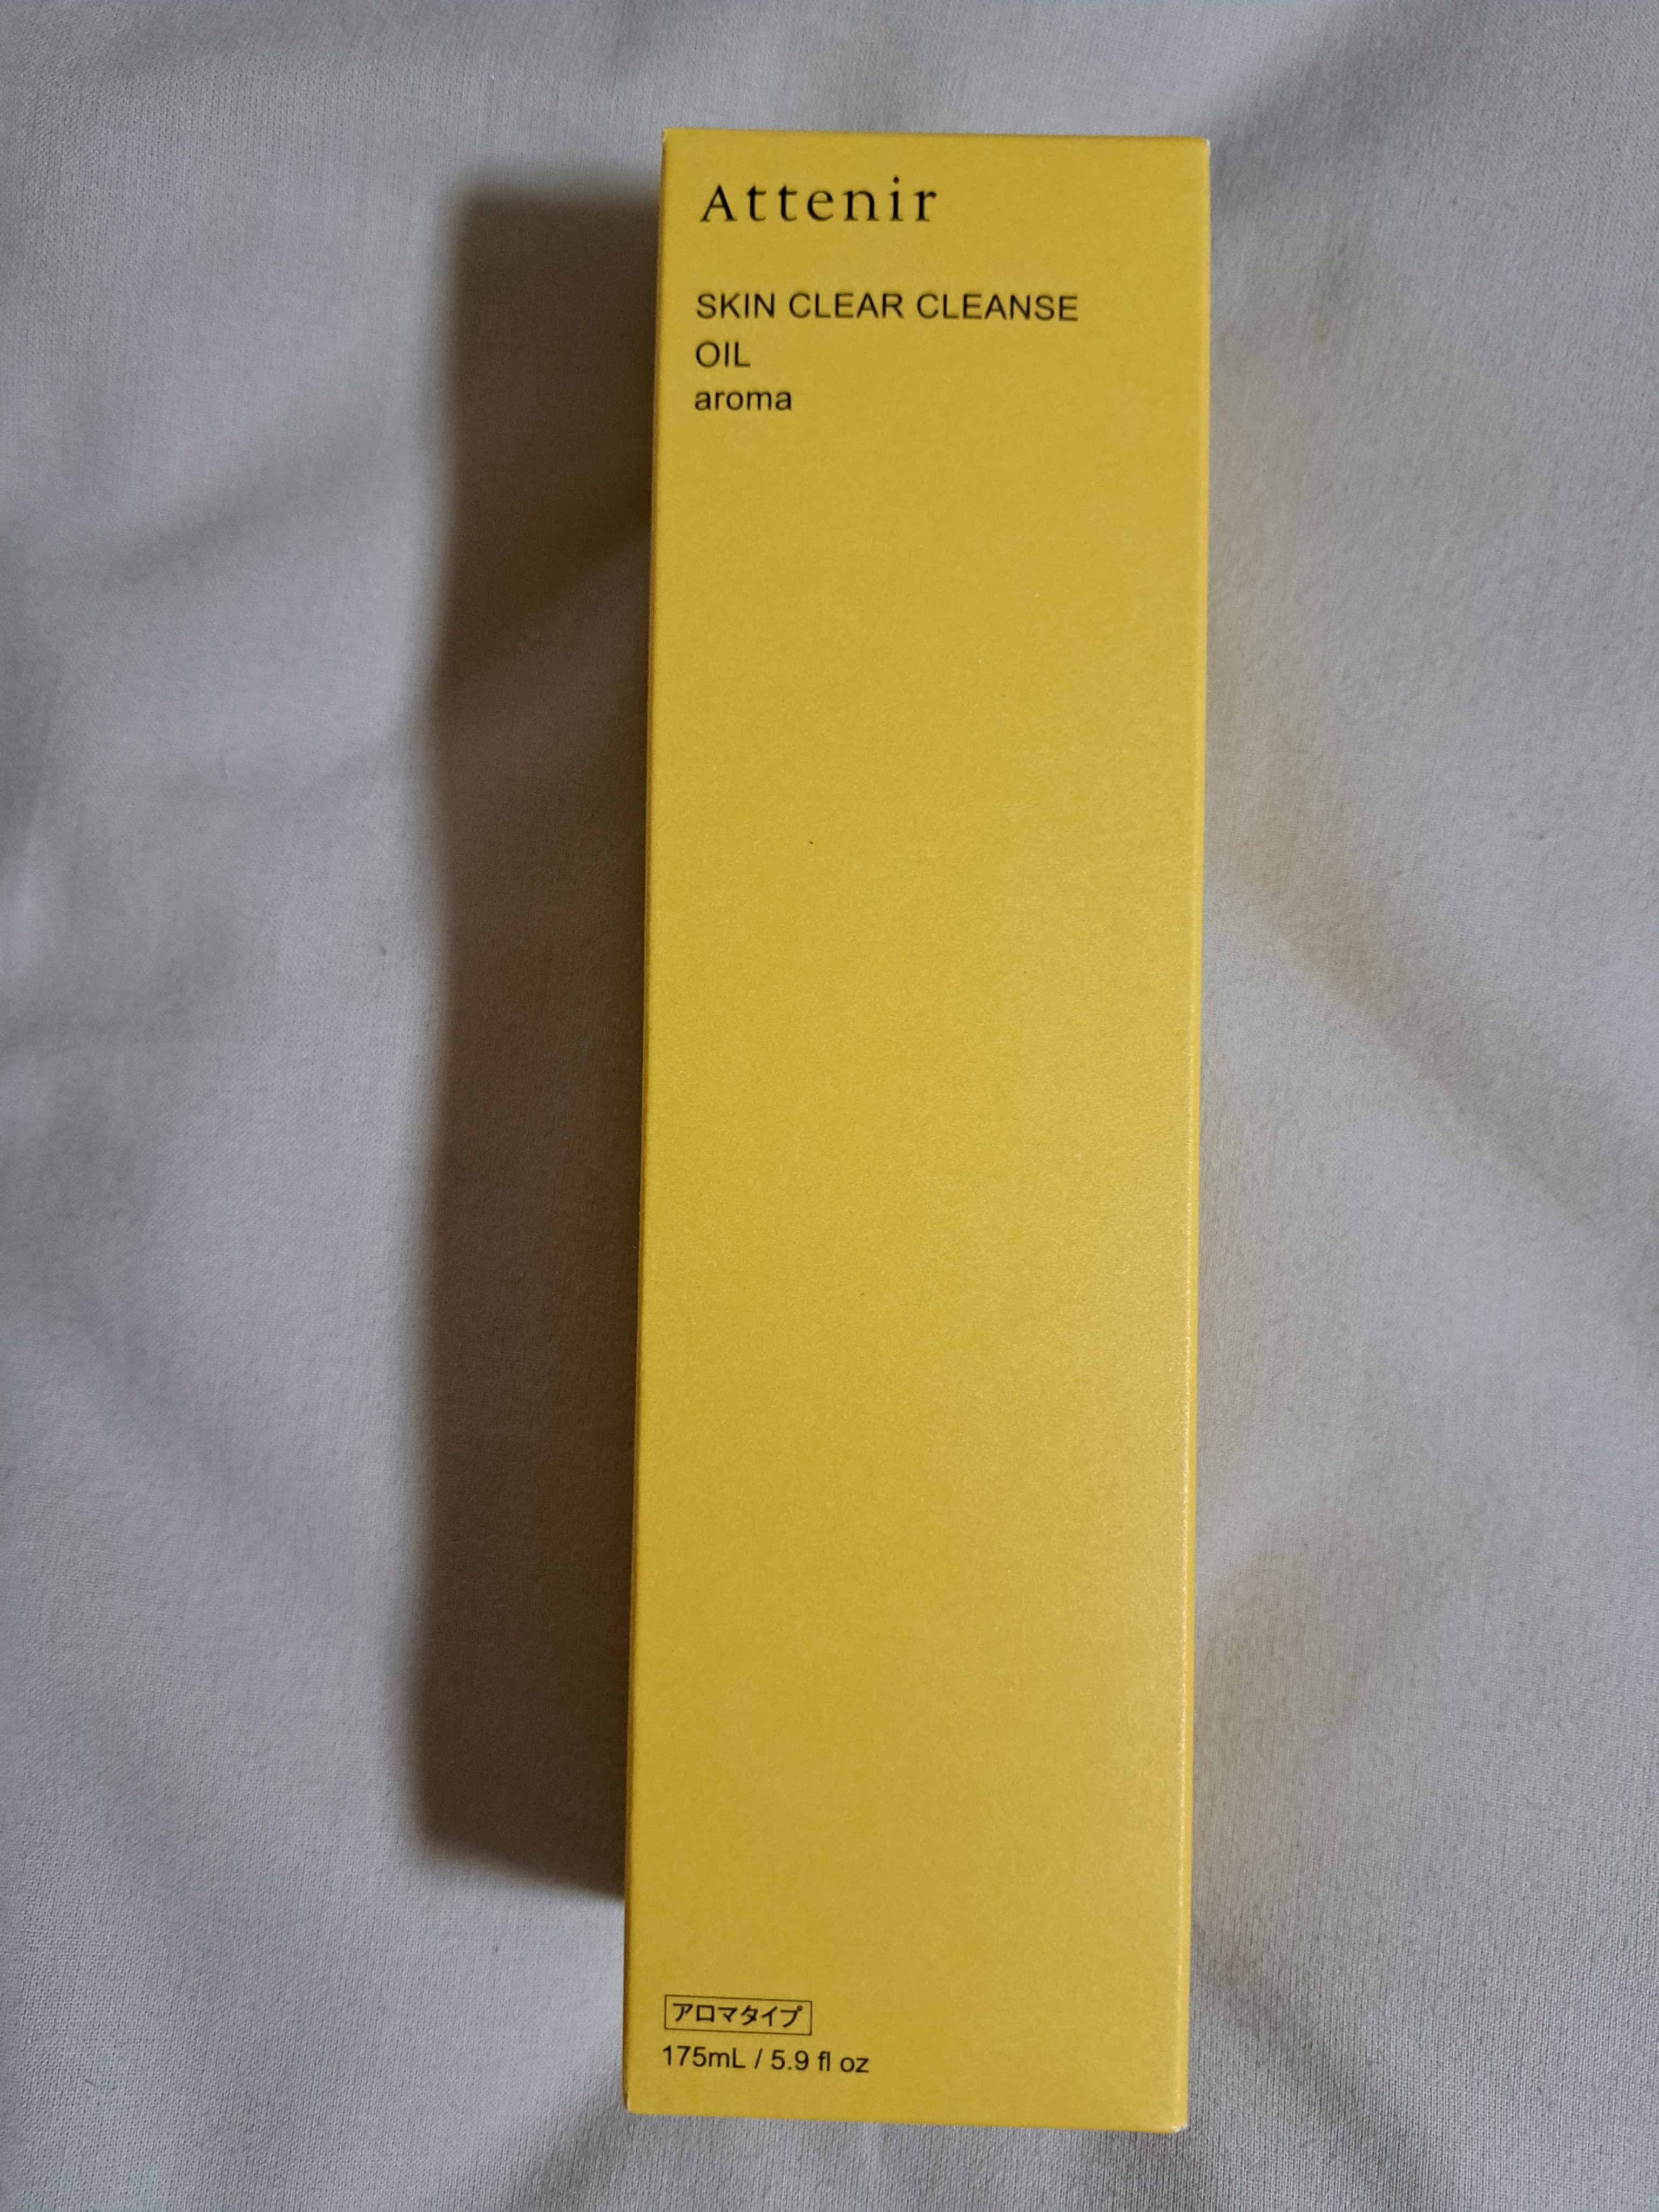 Attenir
SKIN CLEAR CLEANSE
OIL
aroma
アロマタイプ
175mL / 5.9 fl oz